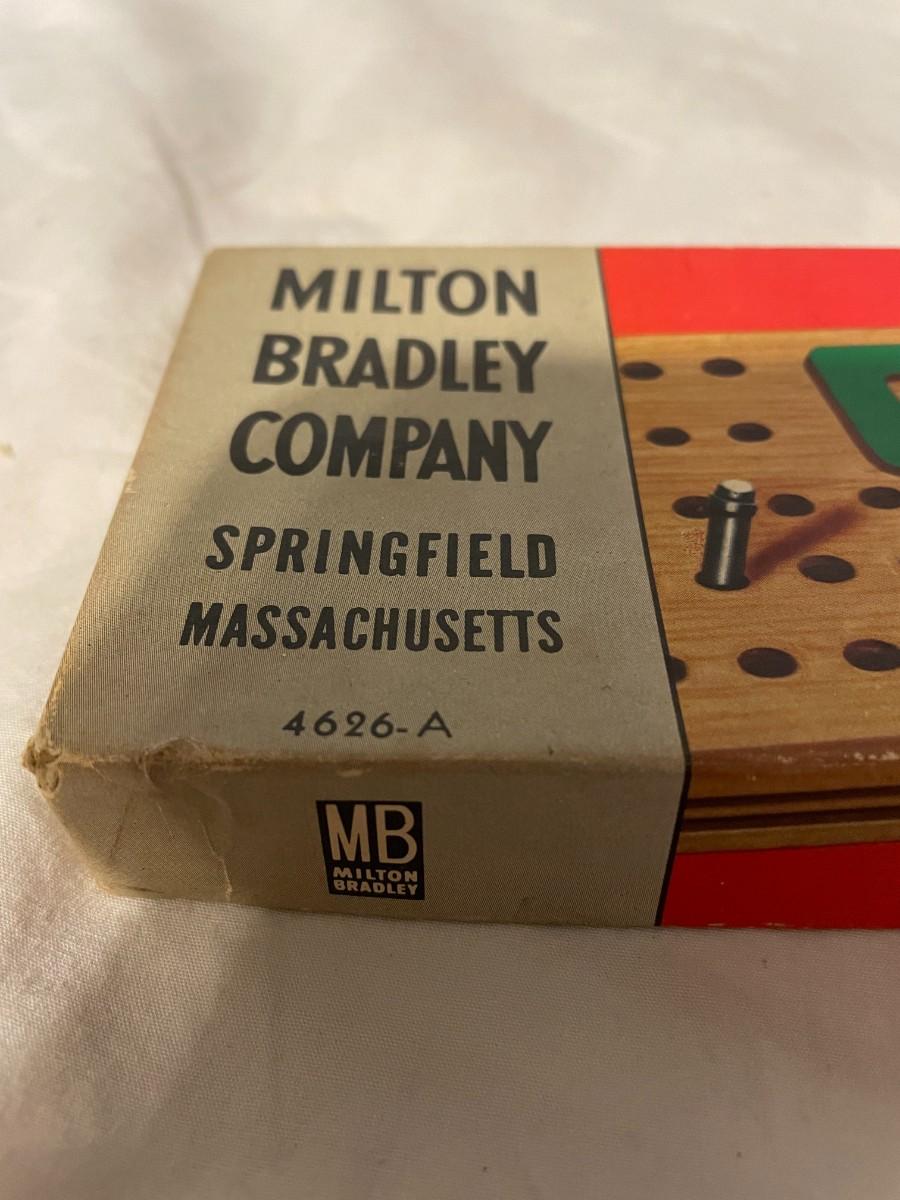 MILTON
BRADLEY
COMPANY
SPRINGFIELD
MASSACHUSETTS
4626-A
MB
MILTON
BRADLEY